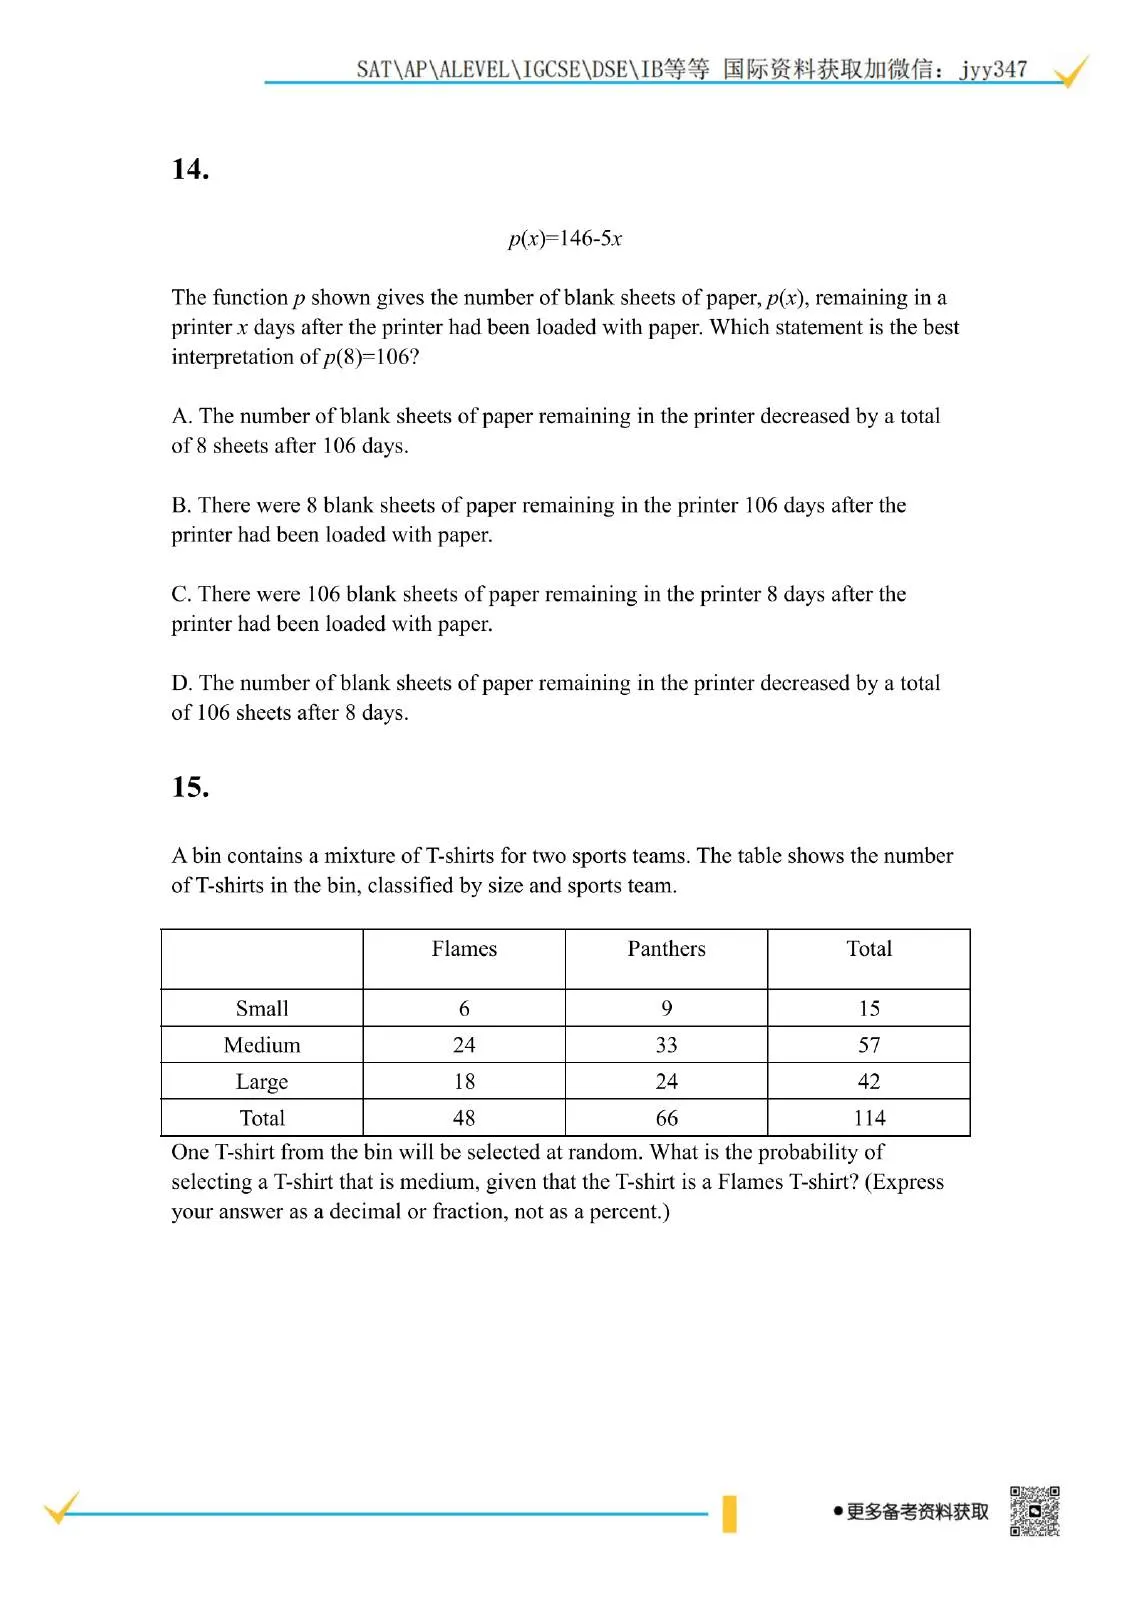 SAT\AP\ALEVEL\IGCSE\DSE\IB等等 国际资料获取加微信：jyy347
14.
p(x)=146-5x
The function p shown gives the number of blank sheets of paper, p(x), remaining in a
printer x days after the printer had been loaded with paper. Which statement is the best
interpretation of p(8)=106?
A. The number of blank sheets of paper remaining in the printer decreased by a total
of 8 sheets after 106 days.
B. There were 8 blank sheets of paper remaining in the printer 106 days after the
printer had been loaded with paper.
C. There were 106 blank sheets of paper remaining in the printer 8 days after the
printer had been loaded with paper.
D. The number of blank sheets of paper remaining in the printer decreased by a total
of 106 sheets after 8 days.
15.
A bin contains a mixture of T-shirts for two sports teams. The table shows the number
of T-shirts in the bin, classified by size and sports team.
Flames Panthers Total
Small 6 9 15
Medium 24 33 57
Large 18 24 42
Total 48 66 114
One T-shirt from the bin will be selected at random. What is the probability of
selecting a T-shirt that is medium, given that the T-shirt is a Flames T-shirt? (Express
your answer as a decimal or fraction, not as a percent.)
●更多备考资料获取